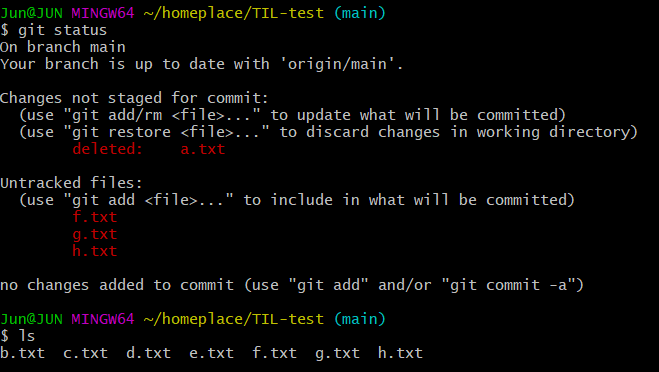 Jun@JUN MINGW64 ~/homeplace/TIL-test (main)
$ git status
On branch main
Your branch is up to date with 'origin/main'.

Changes not staged for commit:
  (use "git add/rm <file>..." to update what will be committed)
  (use "git restore <file>..." to discard changes in working directory)
        deleted:    a.txt

Untracked files:
  (use "git add <file>..." to include in what will be committed)
        f.txt
        g.txt
        h.txt

no changes added to commit (use "git add" and/or "git commit -a")

Jun@JUN MINGW64 ~/homeplace/TIL-test (main)
$ ls
b.txt  c.txt  d.txt  e.txt  f.txt  g.txt  h.txt